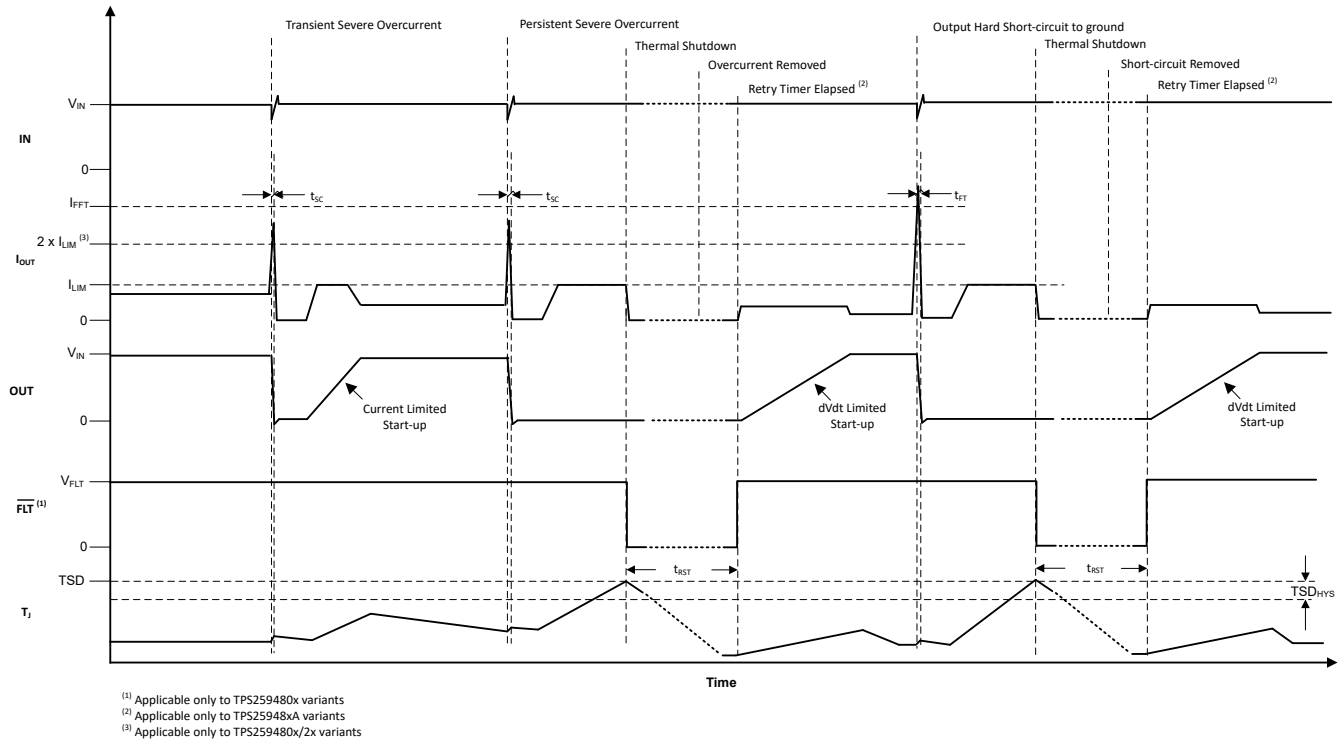 Transient Severe Overcurrent
Persistent Severe Overcurrent
Output Hard Short-circuit to ground
Thermal Shutdown
Thermal Shutdown
Overcurrent Removed
Short-circuit Removed
Retry Timer Elapsed (2)
Retry Timer Elapsed (2)
VIN
IN
0
tSC
tSC
tFT
IFFT
2 x ILIM (3)
IOUT
ILIM
0
VIN
OUT
0
Current Limited
Start-up
dVdt Limited
Start-up
dVdt Limited
Start-up
VFLT
FLT (1)
0
TSD
tRST
tRST
TSDHYS
TJ
Time
(1) Applicable only to TPS259480x variants
(2) Applicable only to TPS25948xA variants
(3) Applicable only to TPS259480x/2x variants